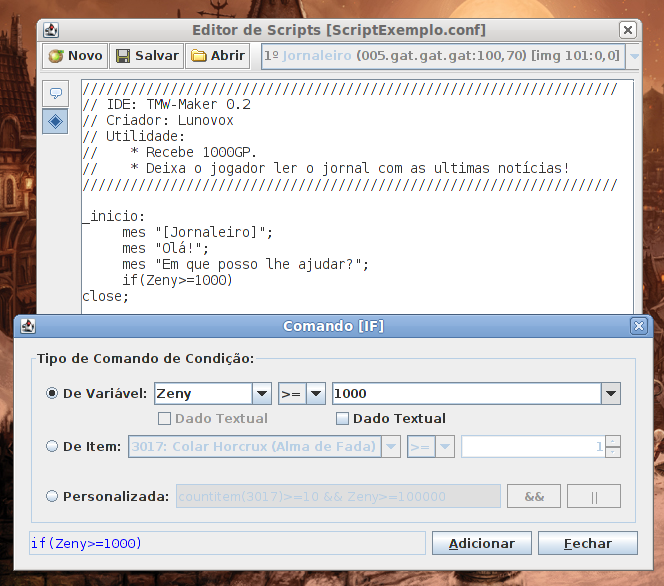 Editor de Scripts [ScriptExemplo.conf]
Novo Salvar Abrir 1º Jornaleiro (005.gat.gat.gat:100,70) [img 101:0,0]
///////////////////////////////////////////////////////////////////
// IDE: TMW-Maker 0.2
// Criador: Lunovox
// Utilidade:
//    * Recebe 1000GP.
//    * Deixa o jogador ler o jornal com as ultimas notícias!
///////////////////////////////////////////////////////////////////
_inicio:
mes "[Jornaleiro]";
mes "Olá!";
mes "Em que posso lhe ajudar?";
if(Zeny>=1000)
close;
Comando [IF]
Tipo de Comando de Condição:
De Variável: Zeny >= 1000
Dado Textual Dado Textual
De Item: 3017: Colar Horcrux (Alma de Fada) >= 1
Personalizada: countitem(3017)>=10 && Zeny>=100000 && ||
if(Zeny>=1000) Adicionar Fechar